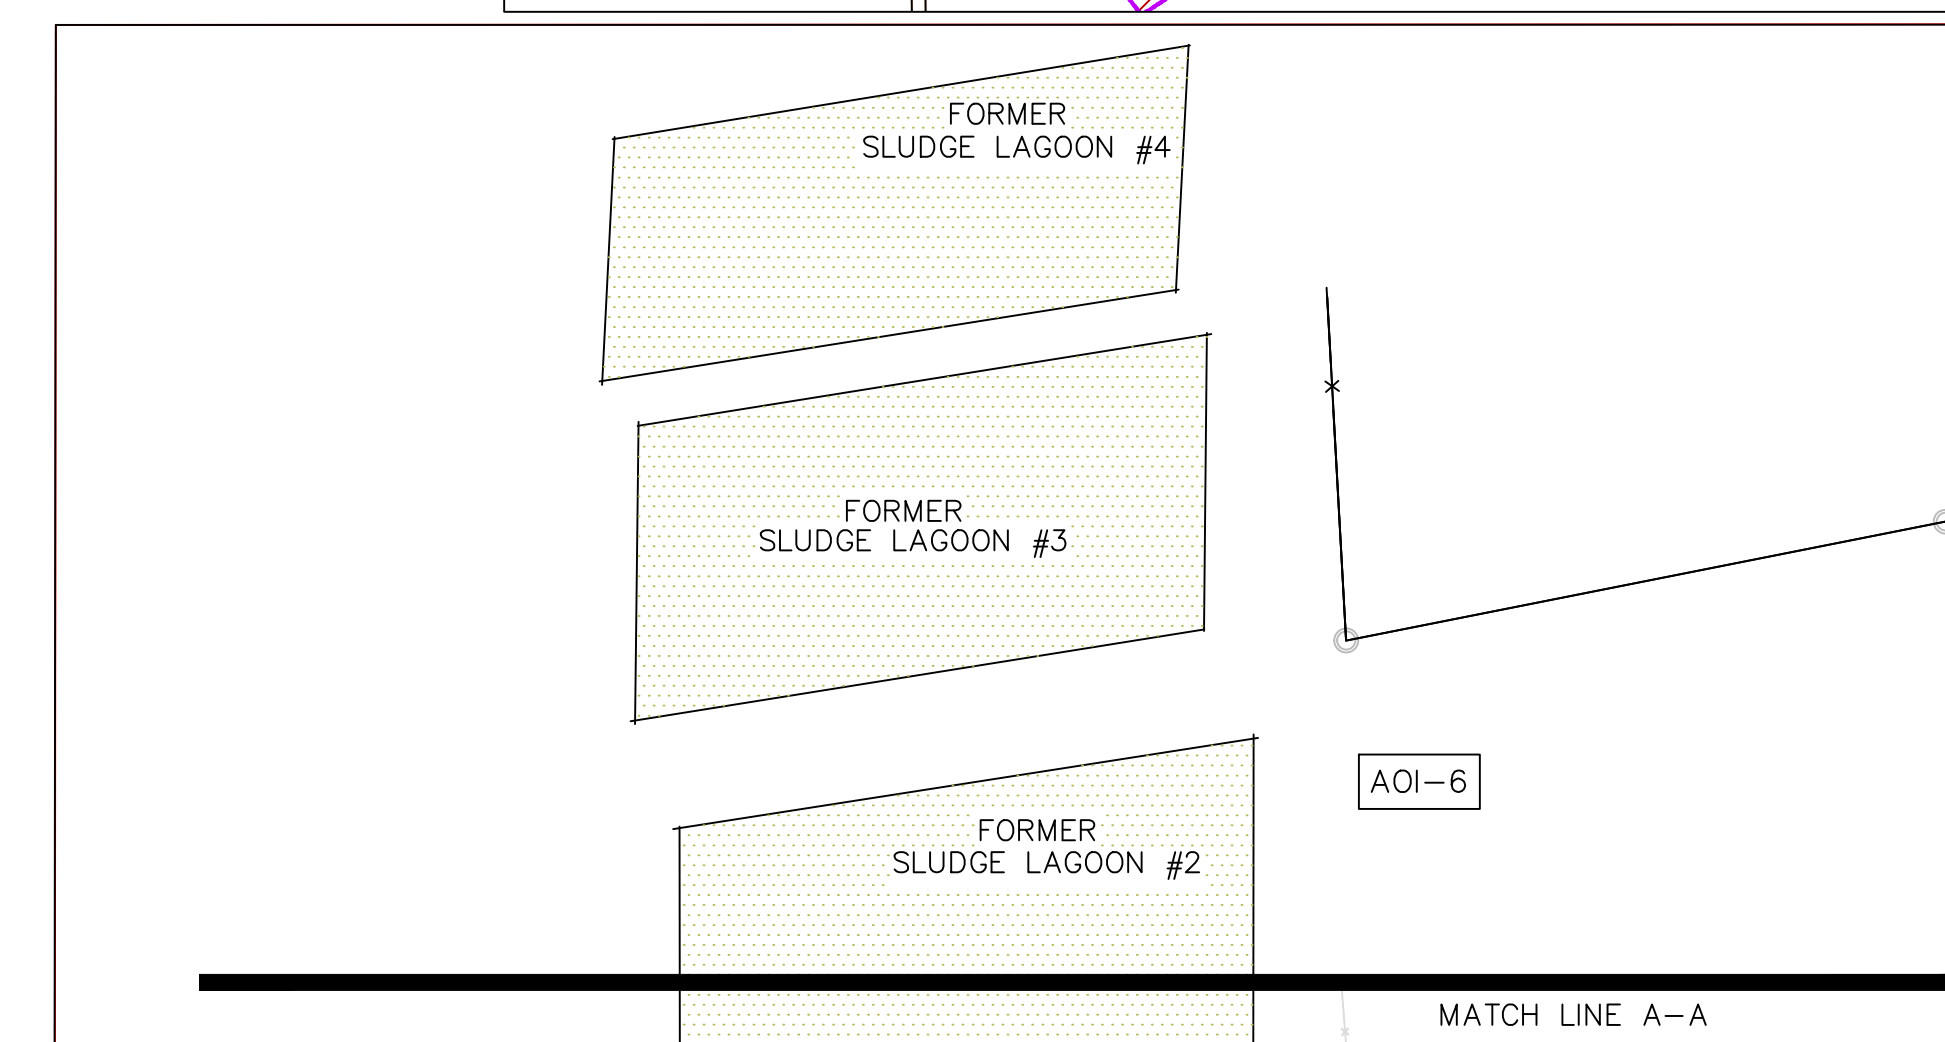 FORMER
SLUDGE LAGOON #4
FORMER
SLUDGE LAGOON #3
AOI-6
FORMER
SLUDGE LAGOON #2
MATCH LINE A-A